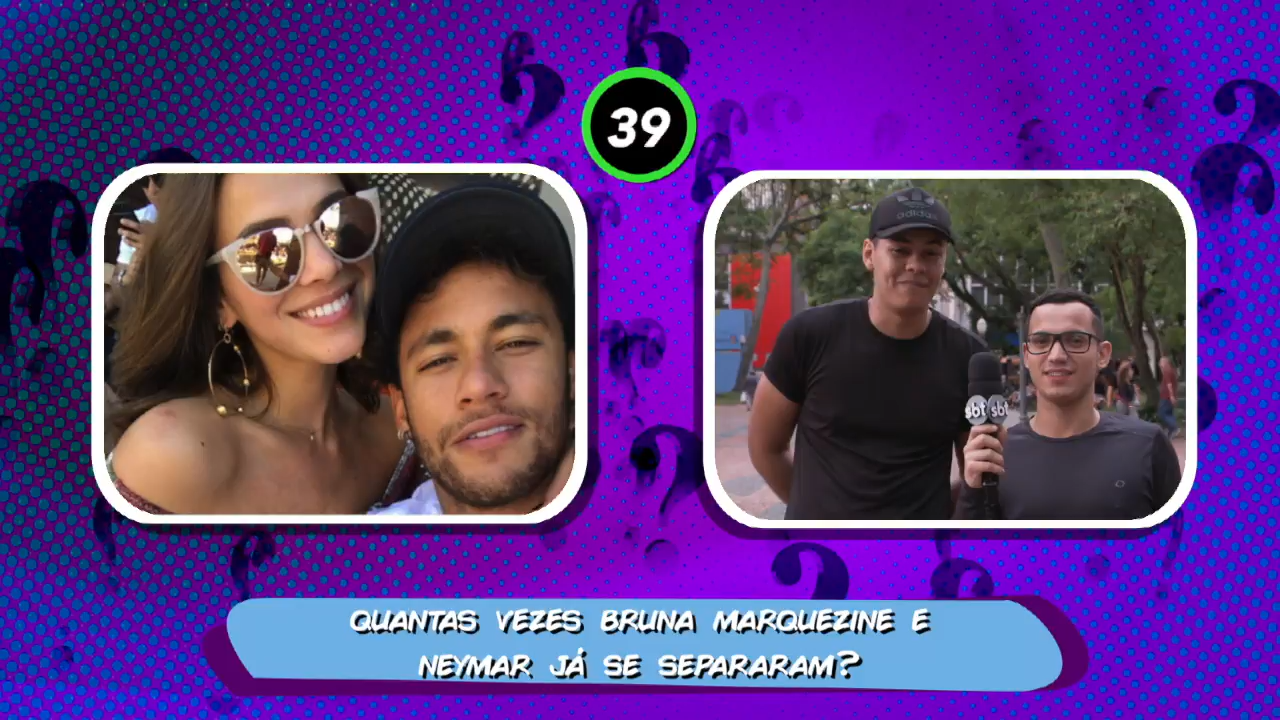 39
adidas
sbt sbt
QUANTAS VEZES BRUNA MARQUEZINE E
NEYMAR JÁ SE SEPARARAM?